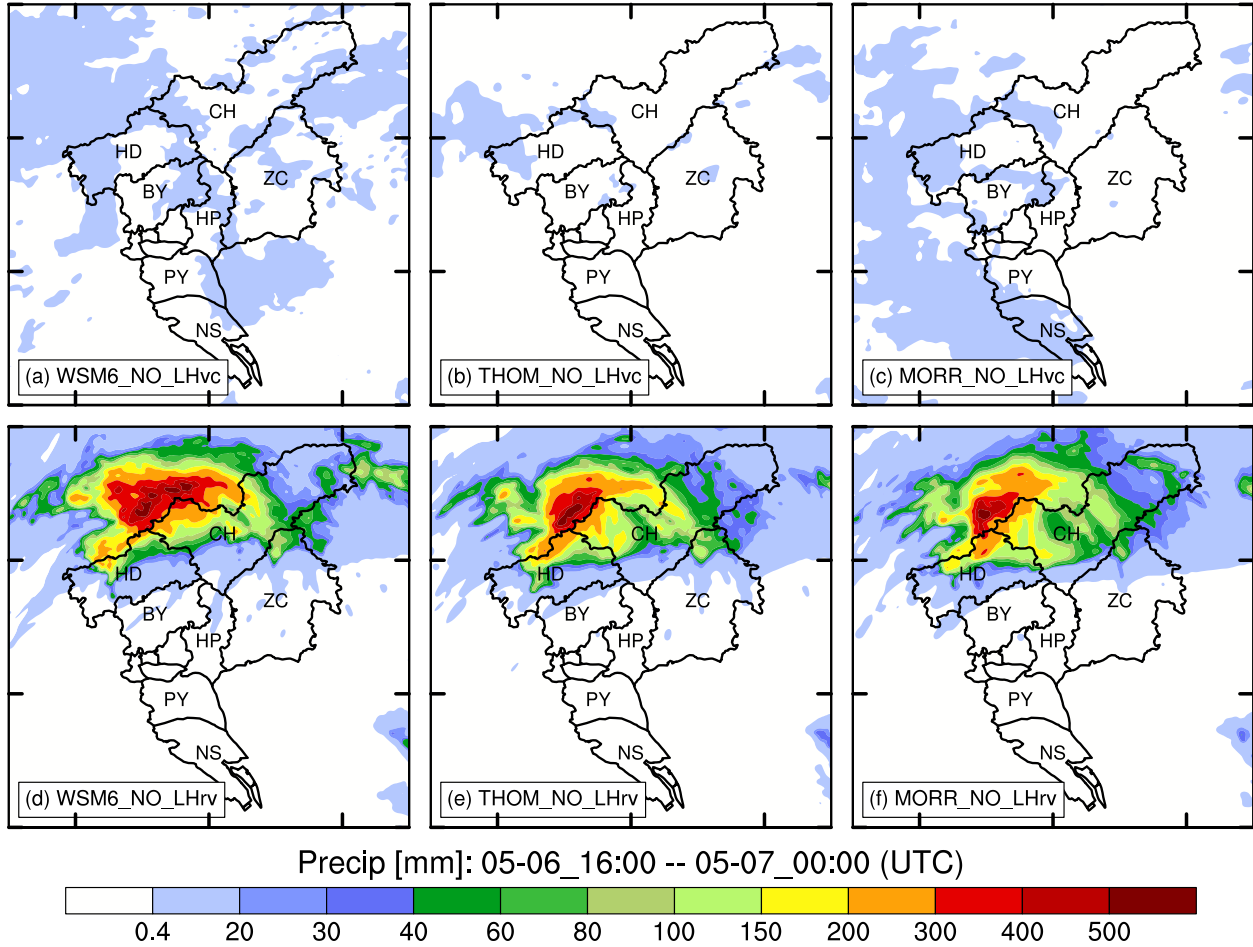 CH
HD
ZC
BY
HP
PY
NS
(a) WSM6_NO_LHvc
CH
HD
ZC
BY
HP
PY
NS
(b) THOM_NO_LHvc
CH
HD
ZC
BY
HP
PY
NS
(c) MORR_NO_LHvc
CH
HD
ZC
BY
HP
PY
NS
(d) WSM6_NO_LHrv
CH
HD
ZC
BY
HP
PY
NS
(e) THOM_NO_LHrv
CH
HD
ZC
BY
HP
PY
NS
(f) MORR_NO_LHrv
Precip [mm]: 05-06_16:00 -- 05-07_00:00 (UTC)
0.4 20 30 40 60 80 100 150 200 300 400 500